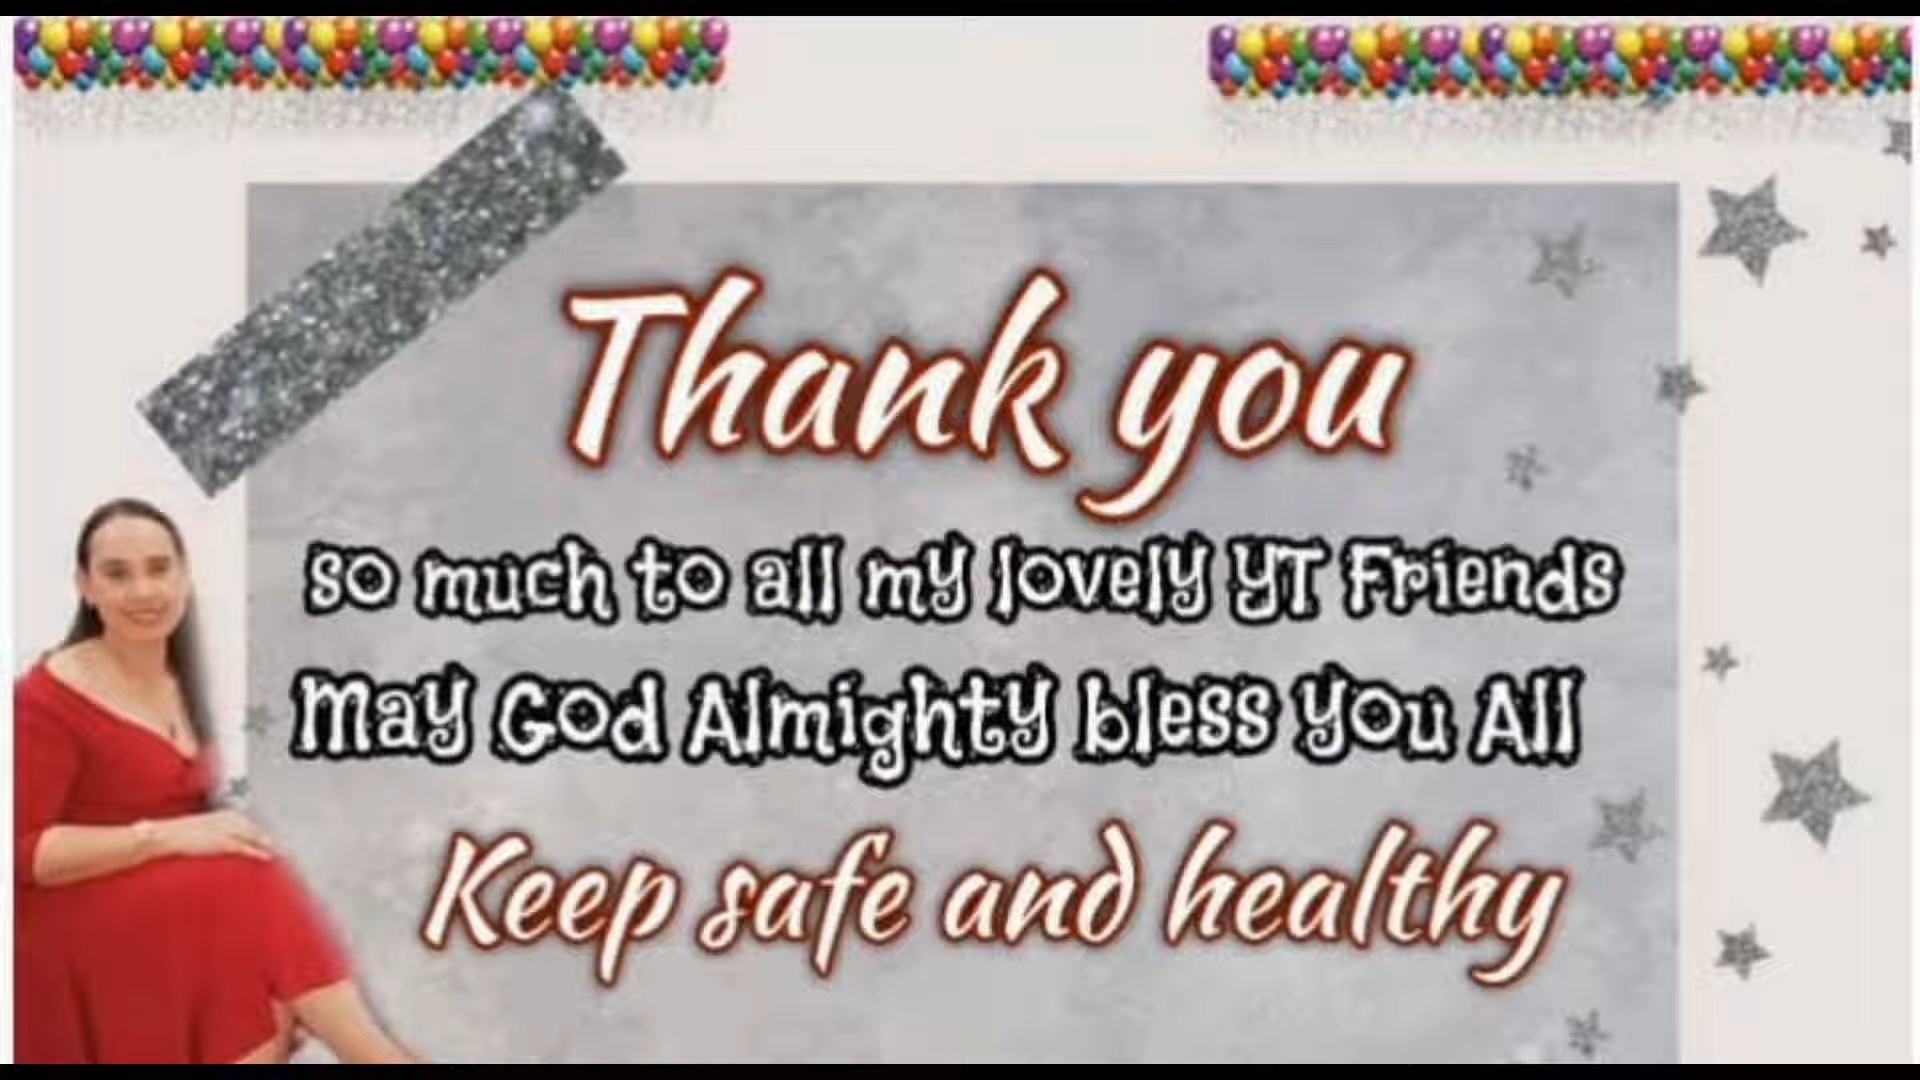 Thank you
so much to all my lovely YT Friends
May God Almighty bless you All
Keep safe and healthy